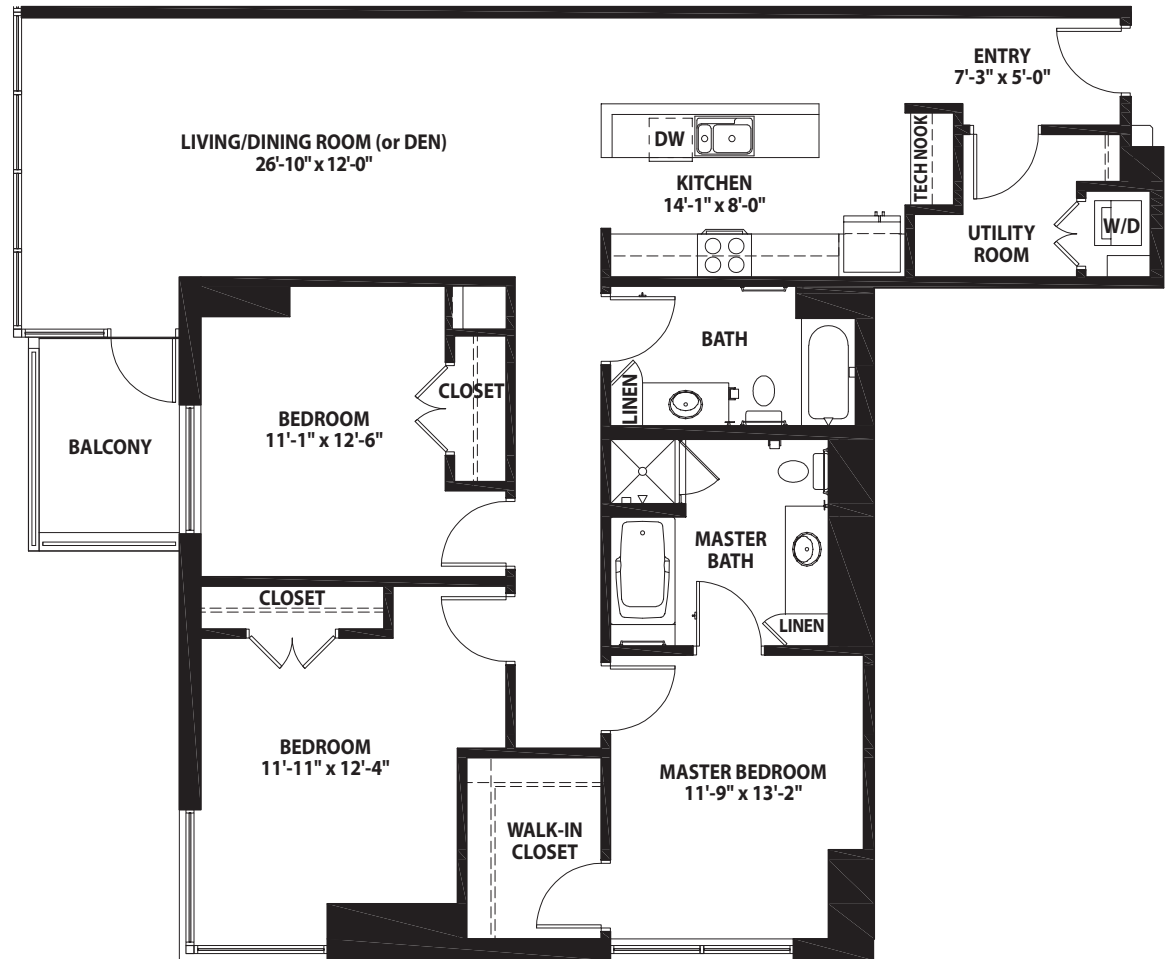 ENTRY
7'-3" x 5'-0"
LIVING/DINING ROOM (or DEN)
26'-10" x 12'-0"
DW
TECH NOOK
KITCHEN
14'-1" x 8'-0"
UTILITY
ROOM
W/D
BATH
LINEN
CLOSET
BEDROOM
11'-1" x 12'-6"
BALCONY
MASTER
BATH
LINEN
CLOSET
BEDROOM
11'-11" x 12'-4"
MASTER BEDROOM
11'-9" x 13'-2"
WALK-IN
CLOSET